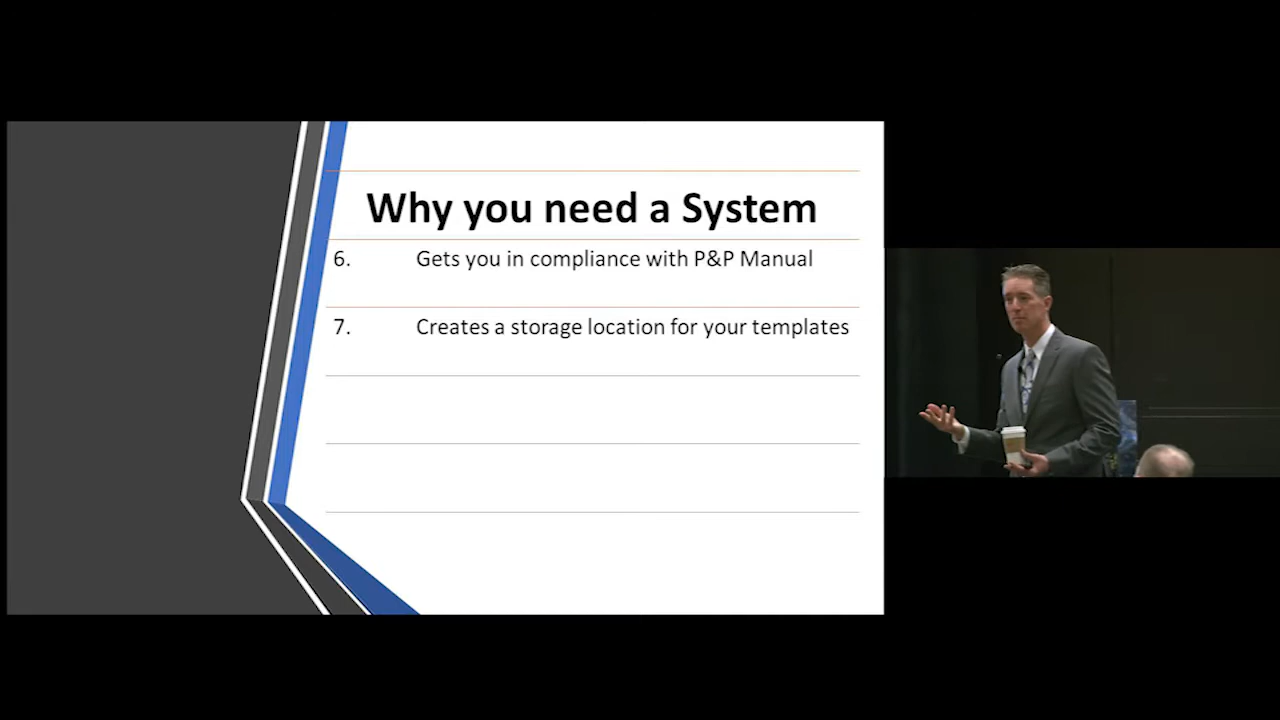 Why you need a System
6. Gets you in compliance with P&P Manual
7. Creates a storage location for your templates